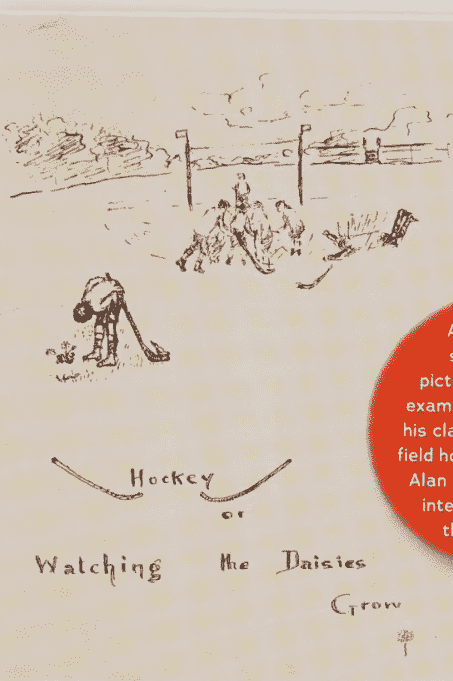 Hockey
or
Watching the Daisies
Grow
A
s
pict
exam
his cla
field ho
Alan
inte
th